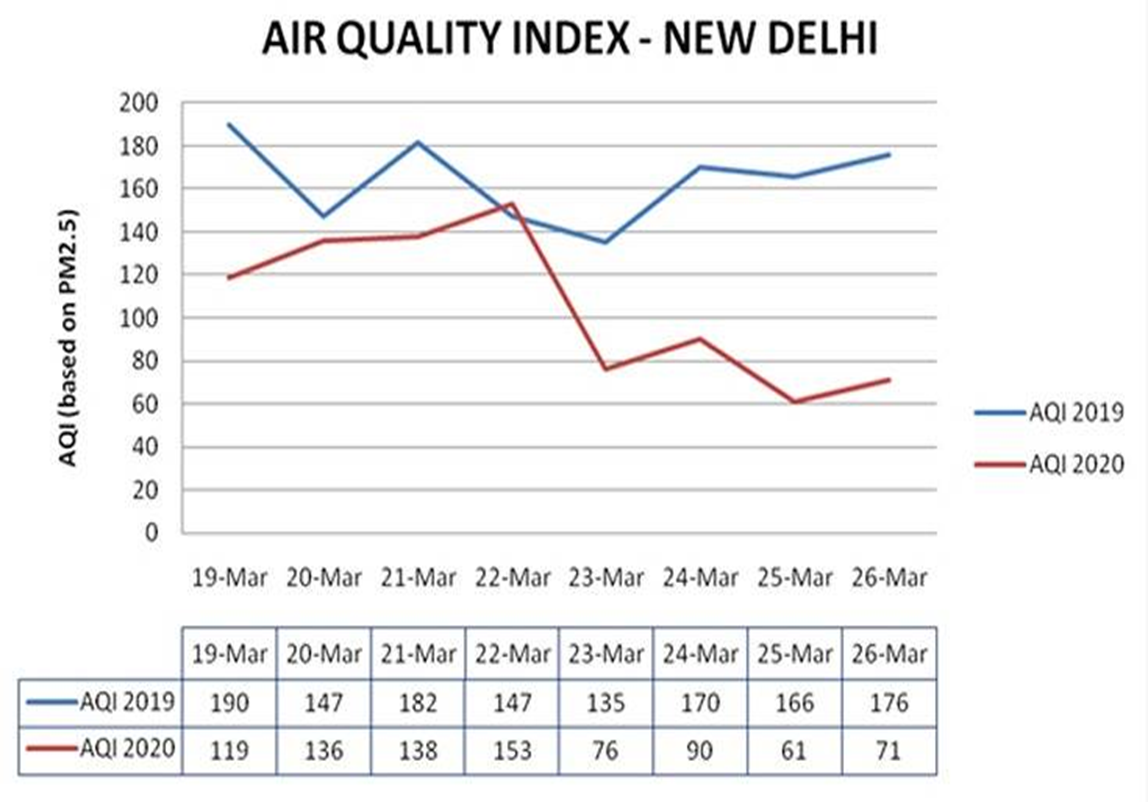 AIR QUALITY INDEX - NEW DELHI
200
180
160
140
120
100
80
60
40
20
0
AQI (based on PM2.5)
19-Mar 20-Mar 21-Mar 22-Mar 23-Mar 24-Mar 25-Mar 26-Mar
AQI 2019
AQI 2020
19-Mar 20-Mar 21-Mar 22-Mar 23-Mar 24-Mar 25-Mar 26-Mar
AQI 2019 190 147 182 147 135 170 166 176
AQI 2020 119 136 138 153 76 90 61 71